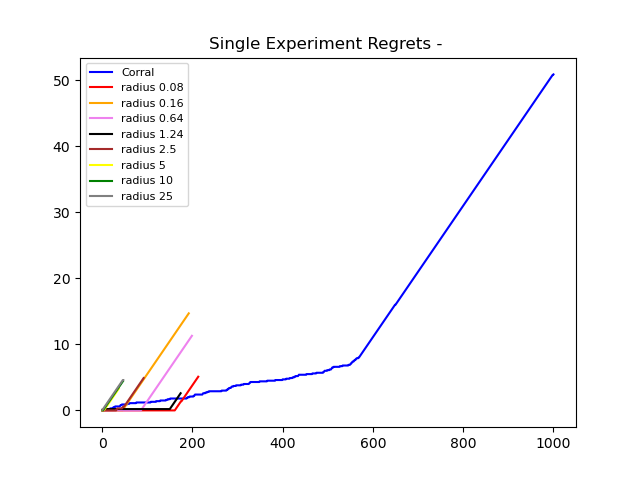 Single Experiment Regrets -
Corral
radius 0.08
radius 0.16
radius 0.64
radius 1.24
radius 2.5
radius 5
radius 10
radius 25
50
40
30
20
10
0
0 200 400 600 800 1000